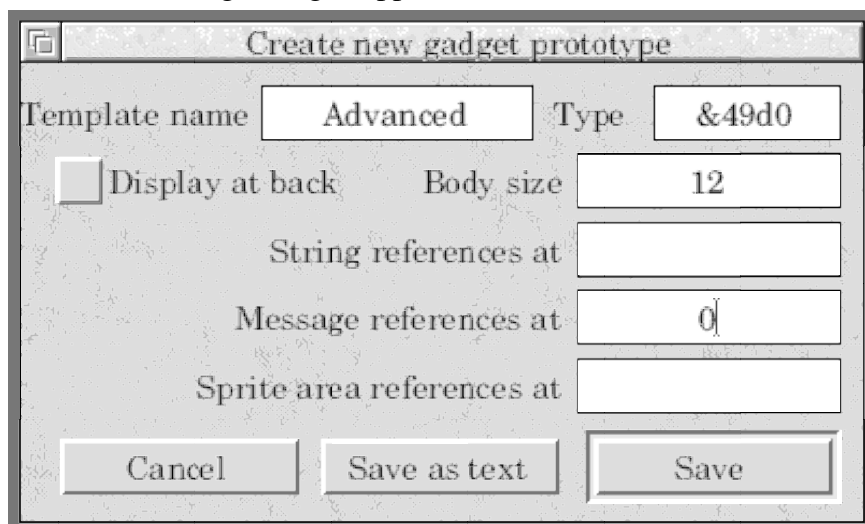 Create new gadget prototype
Template name Advanced Type &49d0
Display at back Body size 12
String references at
Message references at 0
Sprite area references at
Cancel Save as text Save